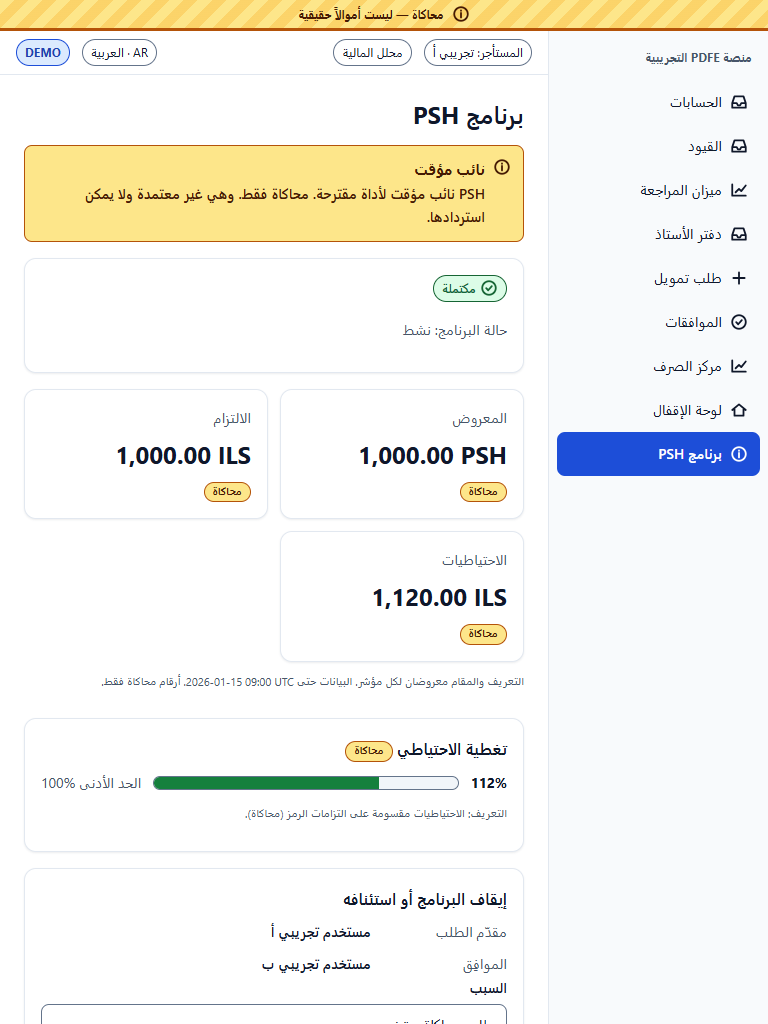 محاكاة — ليست أموالاً حقيقية
منصة PDFE التجريبية
الحسابات
القيود
ميزان المراجعة
دفتر الأستاذ
طلب تمويل
الموافقات
مركز الصرف
لوحة الإقفال
برنامج PSH
المستأجر: تجريبي أ
محلل المالية
AR · العربية
DEMO
برنامج PSH
نائب مؤقت
PSH نائب مؤقت لأداة مقترحة. محاكاة فقط. وهي غير معتمدة ولا يمكن
استردادها.
مكتملة
حالة البرنامج: نشط
المعروض
1,000.00 PSH
محاكاة
الالتزام
1,000.00 ILS
محاكاة
الاحتياطيات
1,120.00 ILS
محاكاة
التعريف والمقام معروضان لكل مؤشر. البيانات حتى 2026-01-15 09:00 UTC. أرقام محاكاة فقط.
تغطية الاحتياطي محاكاة
112% الحد الأدنى 100%
التعريف: الاحتياطيات مقسومة على التزامات الرمز (محاكاة).
إيقاف البرنامج أو استئنافه
مقدّم الطلب مستخدم تجريبي أ
الموافق مستخدم تجريبي ب
السبب